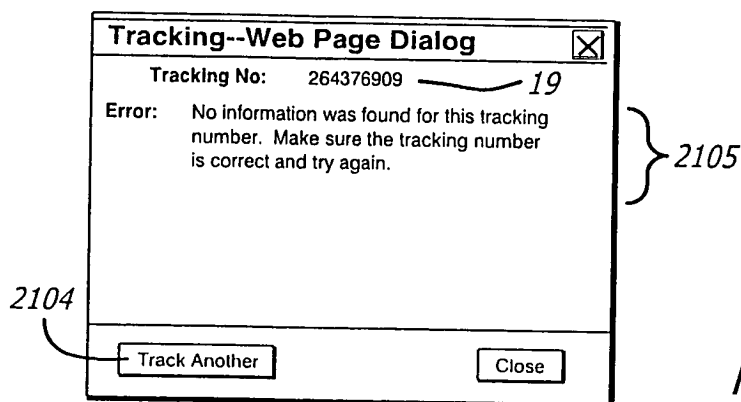 Tracking--Web Page Dialog
Tracking No: 264376909 19
Error: No information was found for this tracking
number. Make sure the tracking number
is correct and try again.
2105
2104
Track Another Close